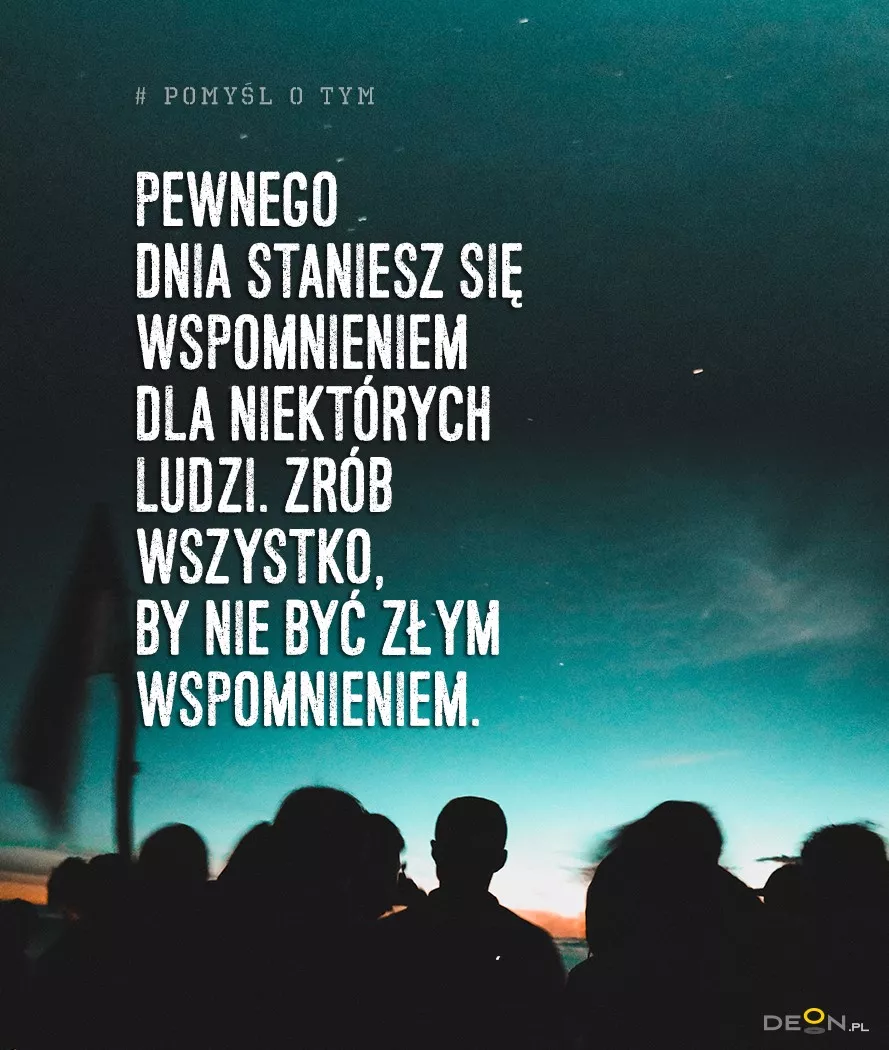 # POMYŚL O TYM
PEWNEGO
DNIA STANIESZ SIĘ
WSPOMNIENIEM
DLA NIEKTÓRYCH
LUDZI. ZRÓB
WSZYSTKO,
BY NIE BYĆ ZŁYM
WSPOMNIENIEM.
DEON.PL